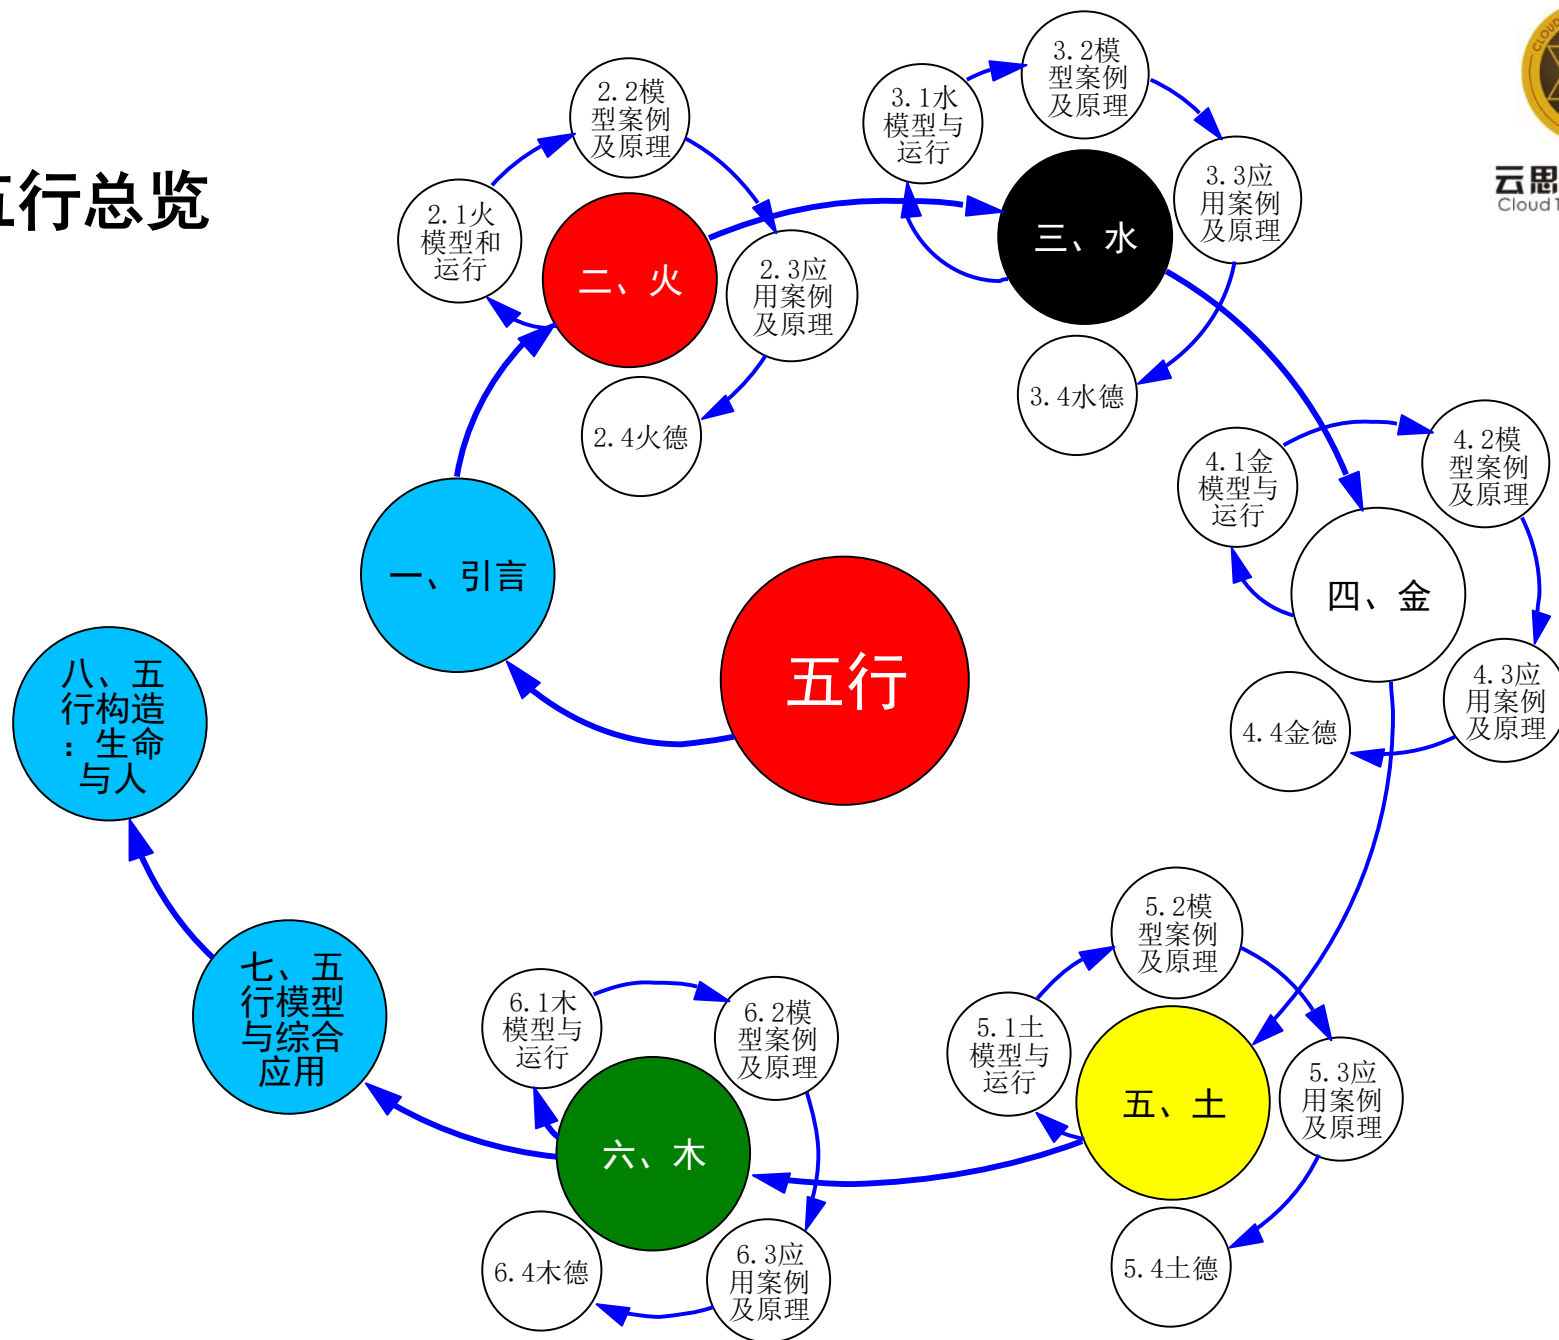 五行总览
CLOUD
云思
Cloud T
五行
一、引言
二、火
2.1火
模型和
运行
2.2模
型案例
及原理
2.3应
用案例
及原理
2.4火德
三、水
3.1水
模型与
运行
3.2模
型案例
及原理
3.3应
用案例
及原理
3.4水德
四、金
4.1金
模型与
运行
4.2模
型案例
及原理
4.3应
用案例
及原理
4.4金德
五、土
5.1土
模型与
运行
5.2模
型案例
及原理
5.3应
用案例
及原理
5.4土德
六、木
6.1木
模型与
运行
6.2模
型案例
及原理
6.3应
用案例
及原理
6.4木德
七、五
行模型
与综合
应用
八、五
行构造
：生命
与人